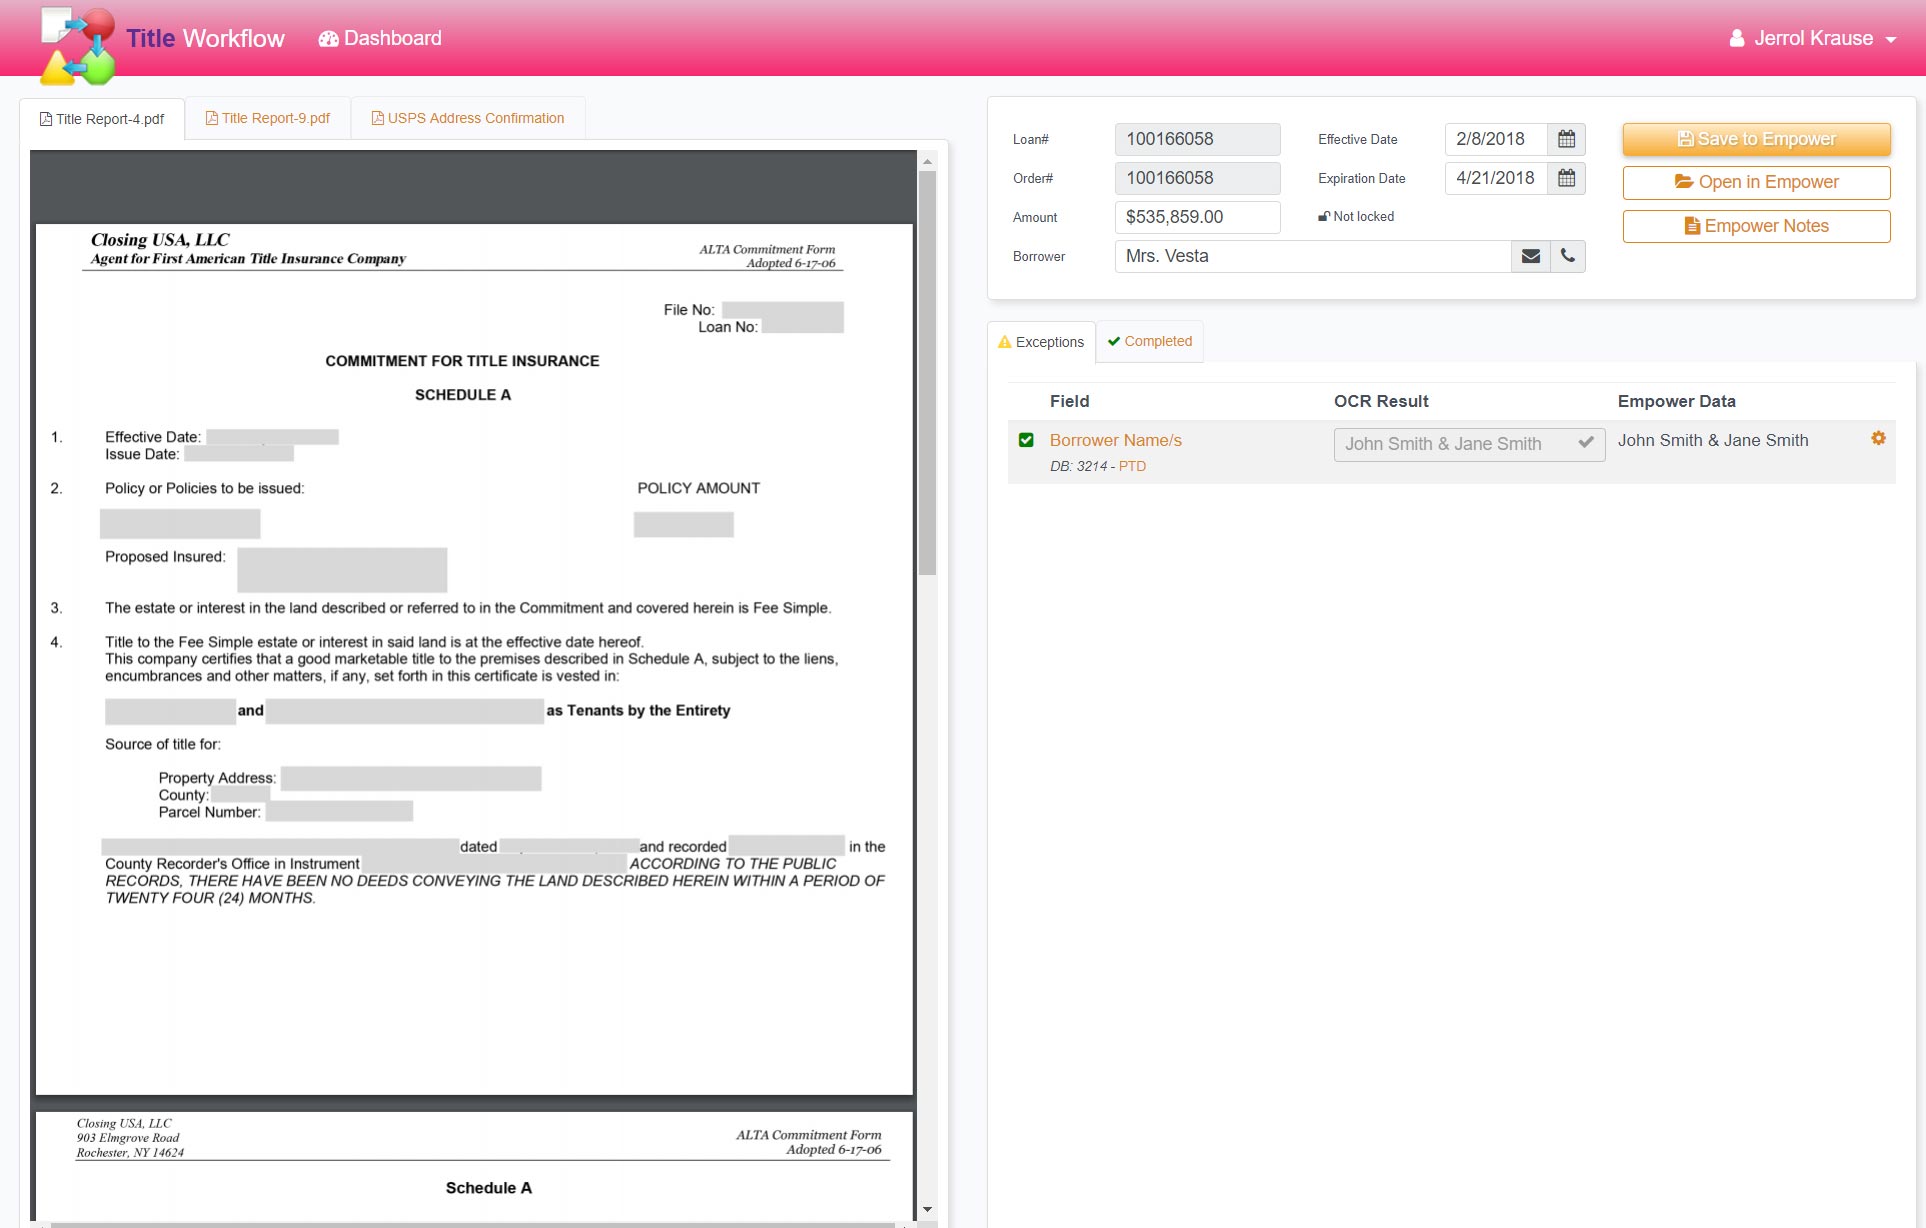 Title Workflow Dashboard Jerrol Krause
Title Report-4.pdf Title Report-9.pdf USPS Address Confirmation
Closing USA, LLC
Agent for First American Title Insurance Company
ALTA Commitment Form
Adopted 6-17-06
File No:
Loan No:
COMMITMENT FOR TITLE INSURANCE
SCHEDULE A
1. Effective Date:
Issue Date:
2. Policy or Policies to be issued: POLICY AMOUNT
Proposed Insured:
3. The estate or interest in the land described or referred to in the Commitment and covered herein is Fee Simple.
4. Title to the Fee Simple estate or interest in said land is at the effective date hereof.
This company certifies that a good marketable title to the premises described in Schedule A, subject to the liens,
encumbrances and other matters, if any, set forth in this certificate is vested in:
and as Tenants by the Entirety
Source of title for:
Property Address:
County:
Parcel Number:
dated and recorded in the
County Recorder's Office in Instrument ACCORDING TO THE PUBLIC
RECORDS, THERE HAVE BEEN NO DEEDS CONVEYING THE LAND DESCRIBED HEREIN WITHIN A PERIOD OF
TWENTY FOUR (24) MONTHS.
Closing USA, LLC
903 Elmgrove Road
Rochester, NY 14624
ALTA Commitment Form
Adopted 6-17-06
Schedule A
Loan# 100166058 Effective Date 2/8/2018 Save to Empower
Order# 100166058 Expiration Date 4/21/2018 Open in Empower
Amount $535,859.00 Not locked Empower Notes
Borrower Mrs. Vesta
Exceptions Completed
Field OCR Result Empower Data
Borrower Name/s John Smith & Jane Smith John Smith & Jane Smith
DB: 3214 - PTD